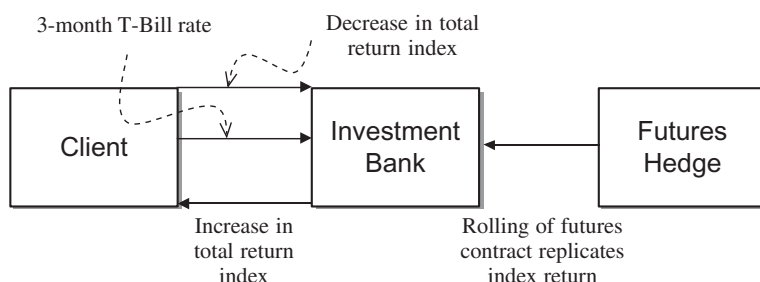 3-month T-Bill rate
Decrease in total
return index
Client
Investment
Bank
Futures
Hedge
Increase in
total return
index
Rolling of futures
contract replicates
index return